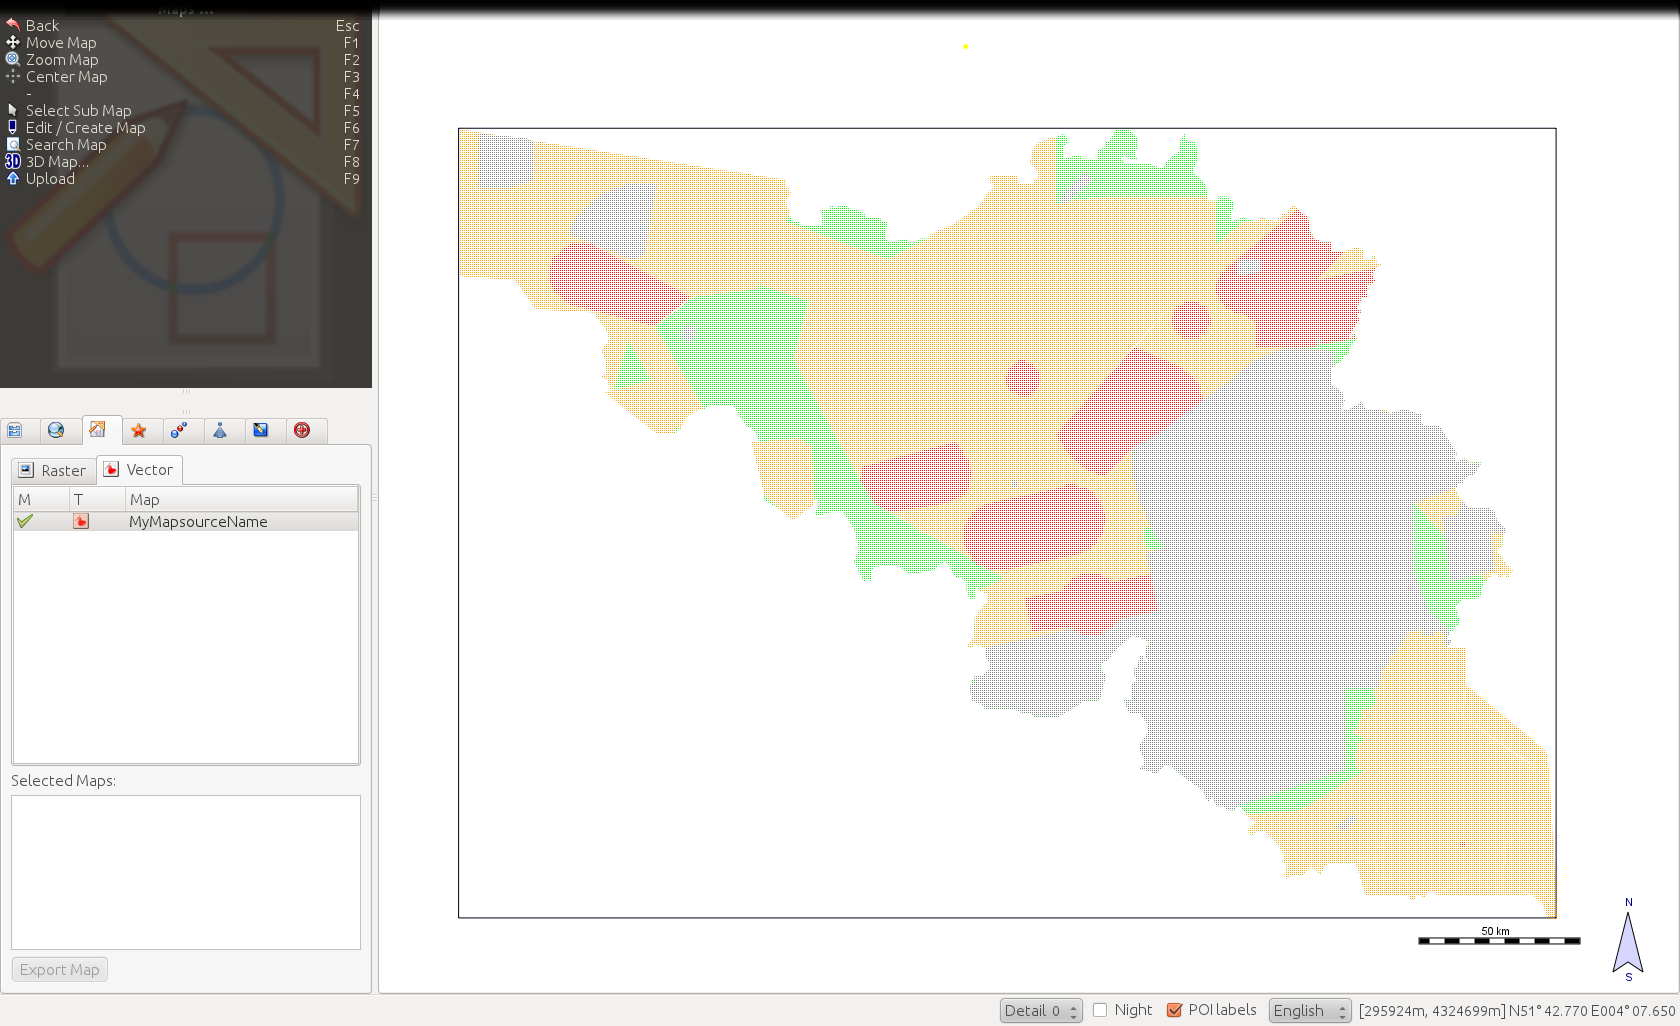 Maps ...
Back Esc
Move Map F1
Zoom Map F2
Center Map F3
- F4
Select Sub Map F5
Edit / Create Map F6
Search Map F7
3D 3D Map... F8
Upload F9
Raster Vector
M T Map
MyMapsourceName
Selected Maps:
Export Map
50 km
N
S
Detail 0 Night POI labels English [295924m, 4324699m] N51° 42.770 E004° 07.650